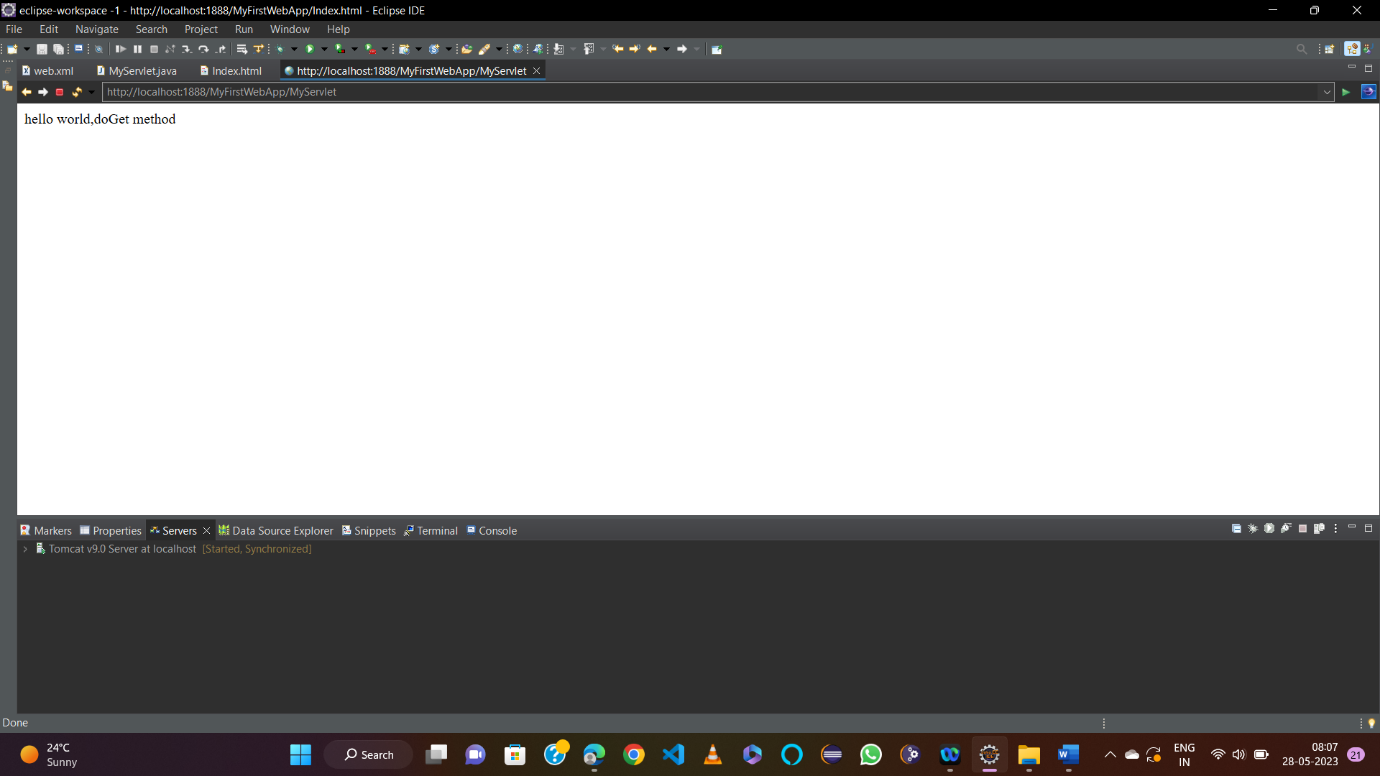 eclipse-workspace -1 - http://localhost:1888/MyFirstWebApp/Index.html - Eclipse IDE
File Edit Navigate Search Project Run Window Help
web.xml MyServlet.java Index.html http://localhost:1888/MyFirstWebApp/MyServlet
http://localhost:1888/MyFirstWebApp/MyServlet
hello world,doGet method
Markers Properties Servers Data Source Explorer Snippets Terminal Console
Tomcat v9.0 Server at localhost [Started, Synchronized]
Done
24°C
Sunny
Search
ENG
IN
08:07
28-05-2023
21